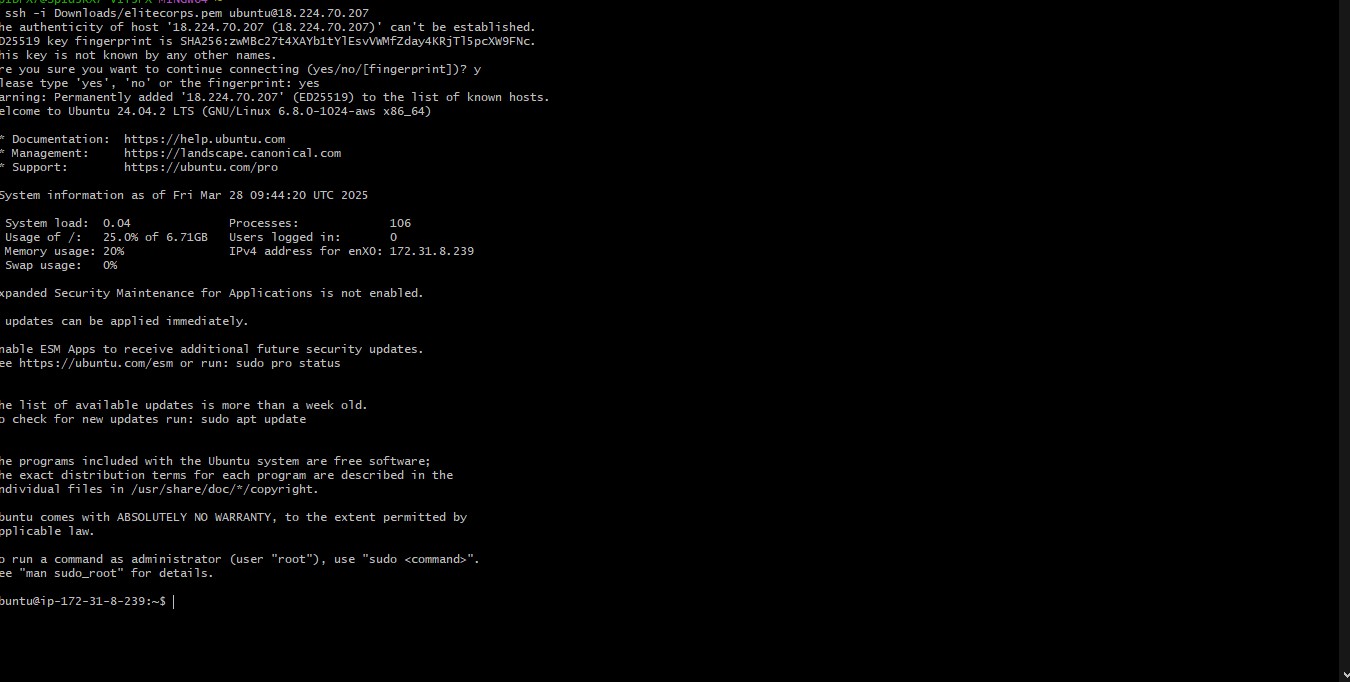 ssh -i Downloads/elitecorps.pem ubuntu@18.224.70.207
he authenticity of host '18.224.70.207 (18.224.70.207)' can't be established.
D25519 key fingerprint is SHA256:zwMBc27t4XAYb1tYlEsvVWMfZday4KRjTl5pcXW9FNc.
his key is not known by any other names.
re you sure you want to continue connecting (yes/no/[fingerprint])? y
lease type 'yes', 'no' or the fingerprint: yes
arning: Permanently added '18.224.70.207' (ED25519) to the list of known hosts.
elcome to Ubuntu 24.04.2 LTS (GNU/Linux 6.8.0-1024-aws x86_64)
* Documentation: https://help.ubuntu.com
* Management: https://landscape.canonical.com
* Support: https://ubuntu.com/pro
System information as of Fri Mar 28 09:44:20 UTC 2025
System load: 0.04 Processes: 106
Usage of /: 25.0% of 6.71GB Users logged in: 0
Memory usage: 20% IPv4 address for enX0: 172.31.8.239
Swap usage: 0%
xpanded Security Maintenance for Applications is not enabled.
updates can be applied immediately.
nable ESM Apps to receive additional future security updates.
ee https://ubuntu.com/esm or run: sudo pro status
he list of available updates is more than a week old.
o check for new updates run: sudo apt update
he programs included with the Ubuntu system are free software;
he exact distribution terms for each program are described in the
ndividual files in /usr/share/doc/*/copyright.
buntu comes with ABSOLUTELY NO WARRANTY, to the extent permitted by
pplicable law.
o run a command as administrator (user "root"), use "sudo <command>".
ee "man sudo_root" for details.
buntu@ip-172-31-8-239:~$